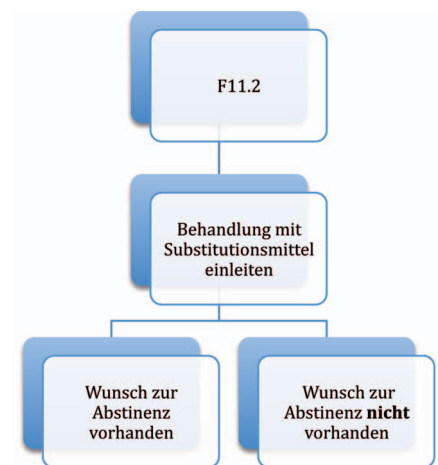 F11.2
Behandlung mit
Substitutionsmittel
einleiten
Wunsch zur
Abstinenz
vorhanden
Wunsch zur
Abstinenz nicht
vorhanden